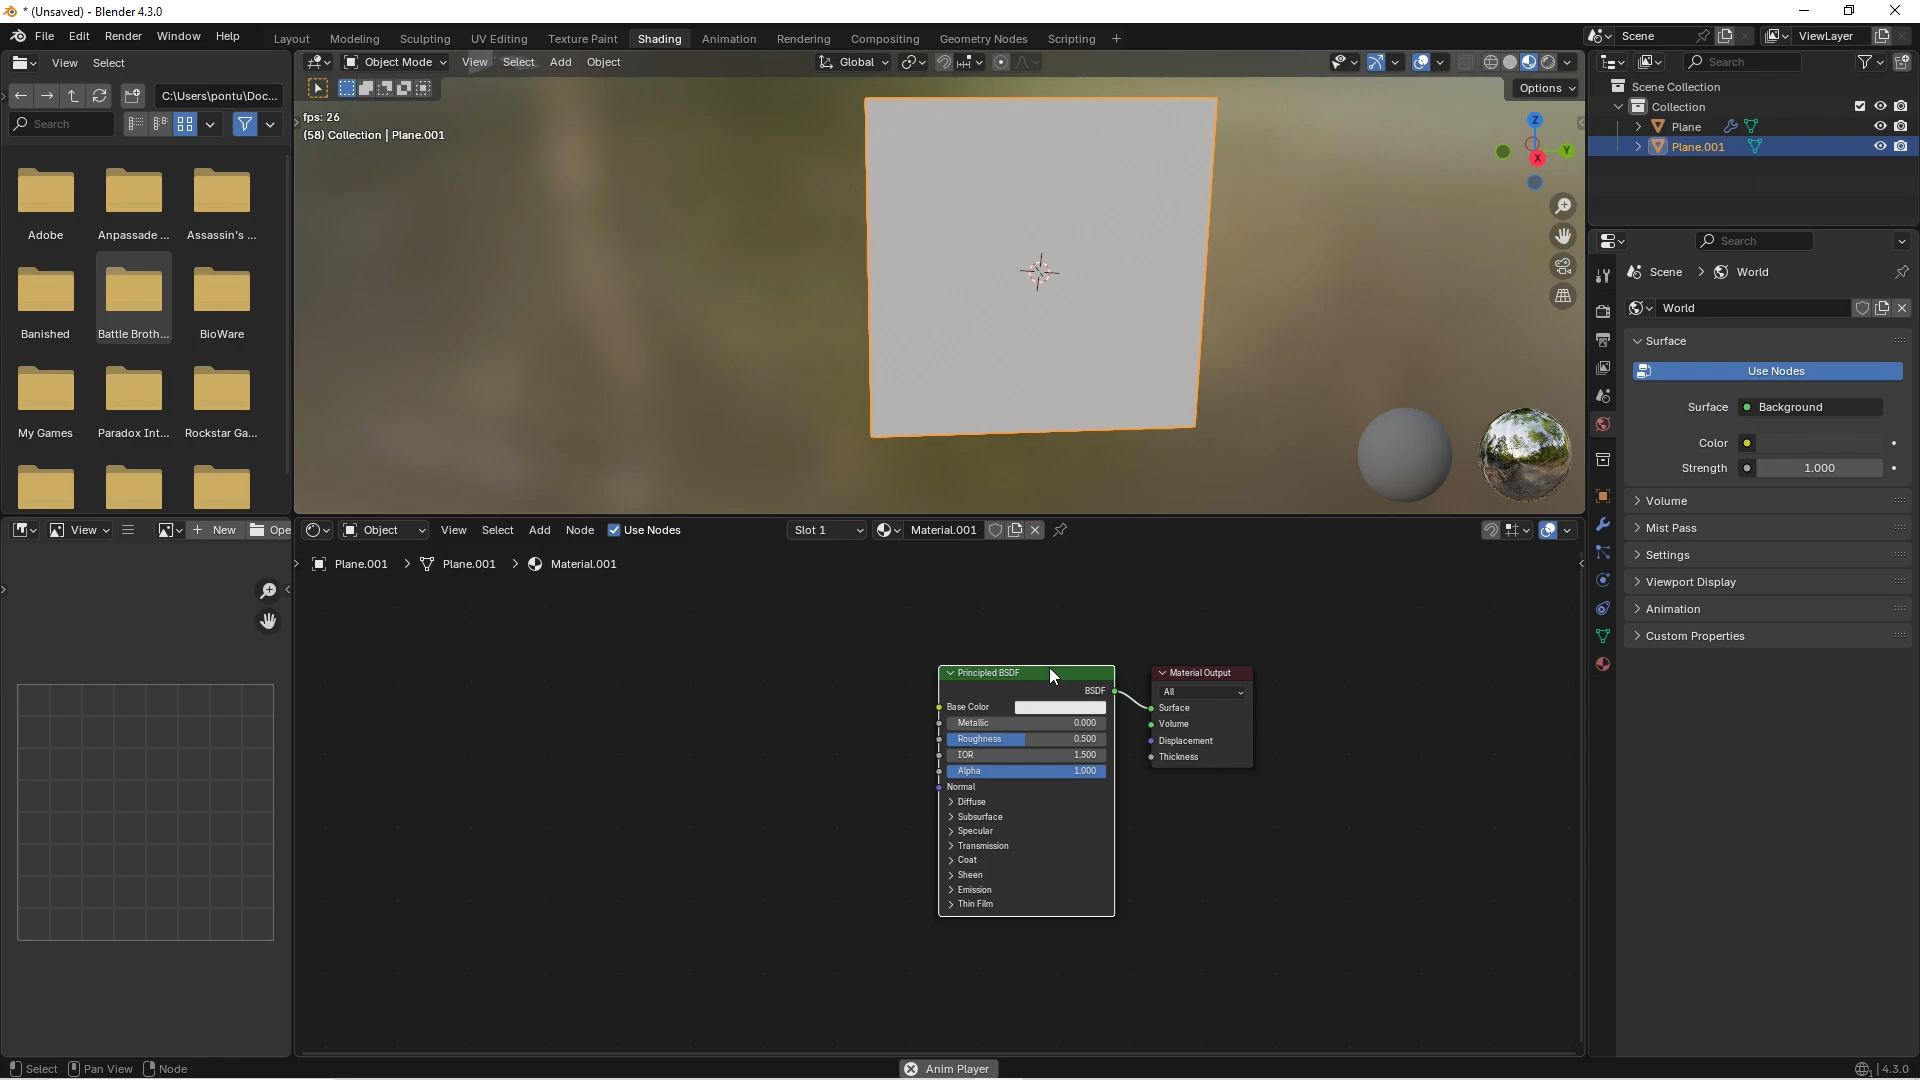 * (Unsaved) - Blender 4.3.0
File Edit Render Window Help
Layout Modeling Sculpting UV Editing Texture Paint Shading Animation Rendering Compositing Geometry Nodes Scripting +
Scene ViewLayer
View Select
Object Mode View Select Add Object
Global
Search
C:\Users\pontu\Doc...
Options
Search
fps: 26
(58) Collection | Plane.001
Z
Y
X
Scene Collection
Collection
Plane
Plane.001
Adobe Anpassade ... Assassin's ...
Banished Battle Broth... BioWare
My Games Paradox Int... Rockstar Ga...
Search
Scene > World
World
Surface
Use Nodes
Surface Background
Color
Strength 1.000
Volume
Mist Pass
Settings
Viewport Display
Animation
Custom Properties
View + New Ope
Object View Select Add Node Use Nodes Slot 1 Material.001
Plane.001 > Plane.001 > Material.001
Principled BSDF
BSDF
Base Color
Metallic 0.000
Roughness 0.500
IOR 1.500
Alpha 1.000
Normal
Diffuse
Subsurface
Specular
Transmission
Coat
Sheen
Emission
Thin Film
Material Output
All
Surface
Volume
Displacement
Thickness
Select Pan View Node
Anim Player
4.3.0